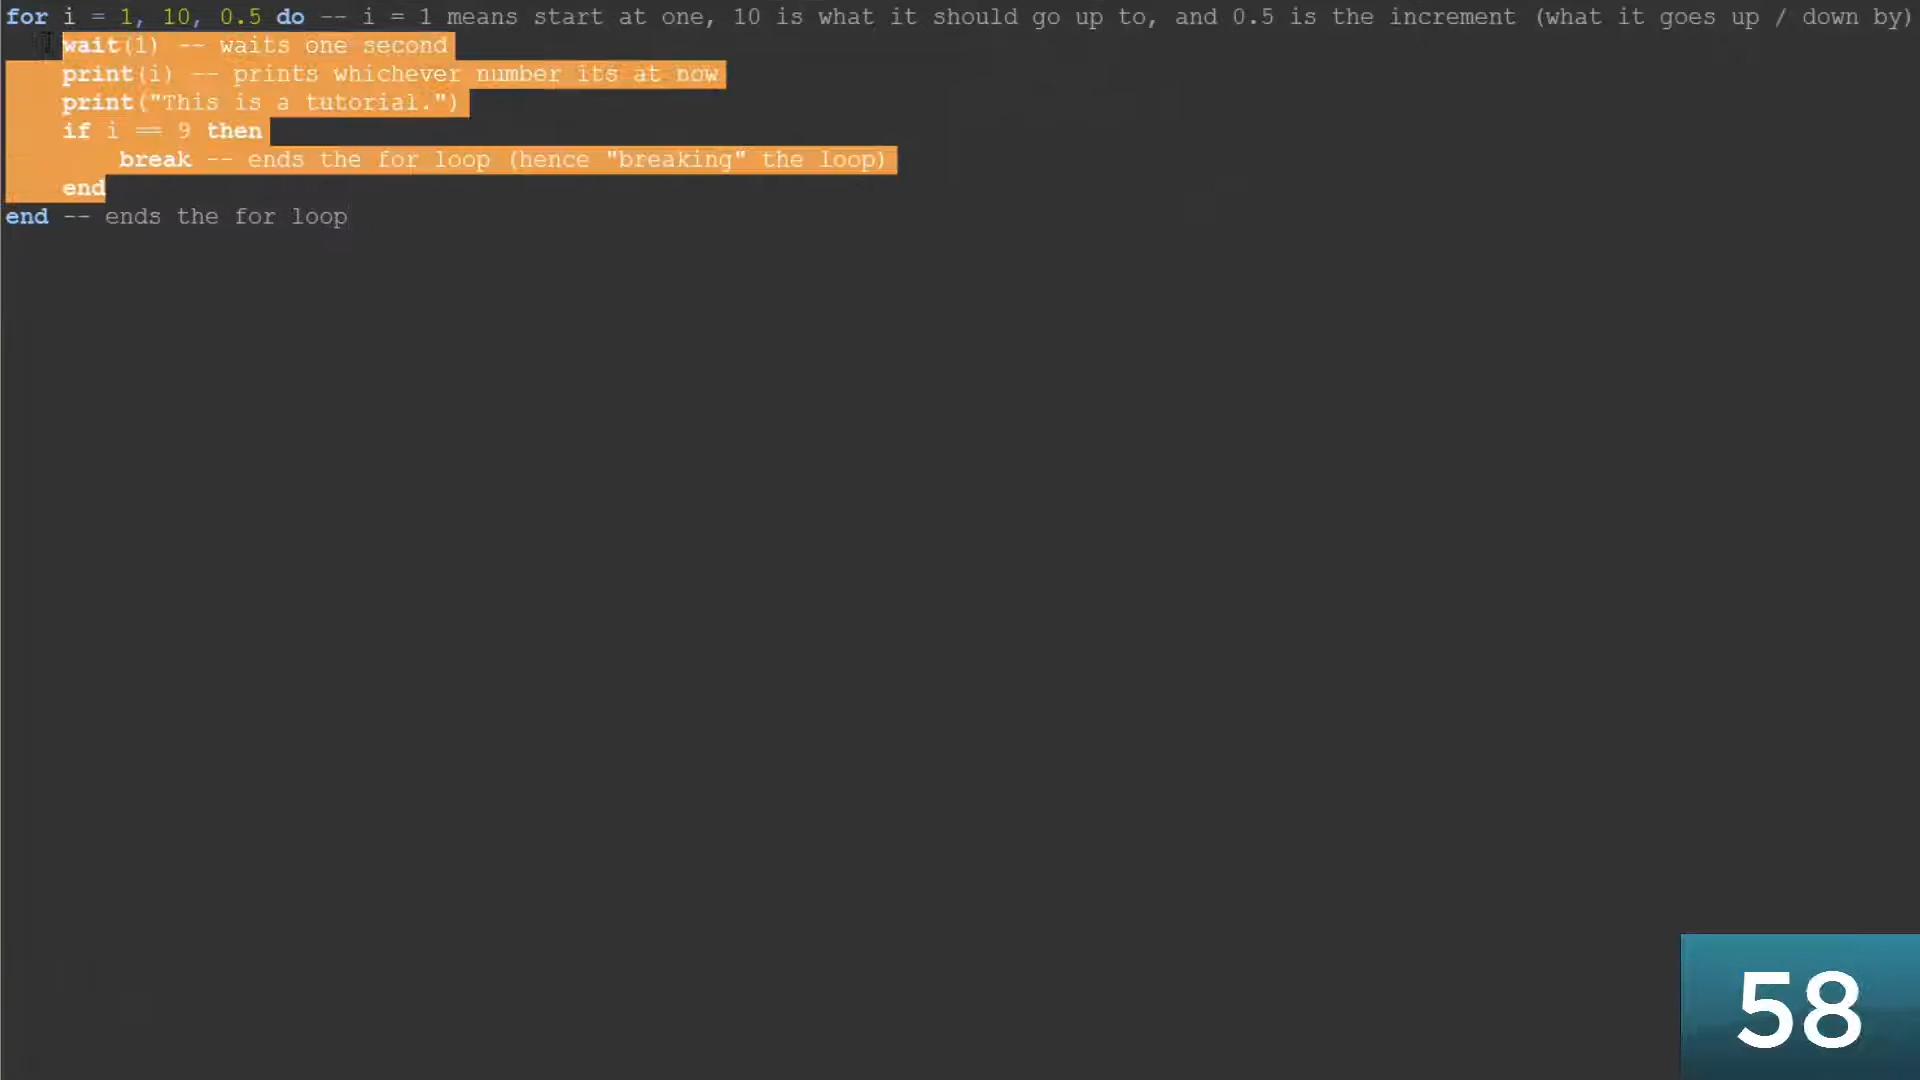 for i = 1, 10, 0.5 do -- i = 1 means start at one, 10 is what it should go up to, and 0.5 is the increment (what it goes up / down by)
wait(1) -- waits one second
print(i) -- prints whichever number its at now
print("This is a tutorial.")
if i == 9 then
break -- ends the for loop (hence "breaking" the loop)
end
end -- ends the for loop
58